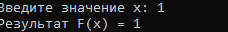 Введите значение x: 1
Результат F(x) = 1